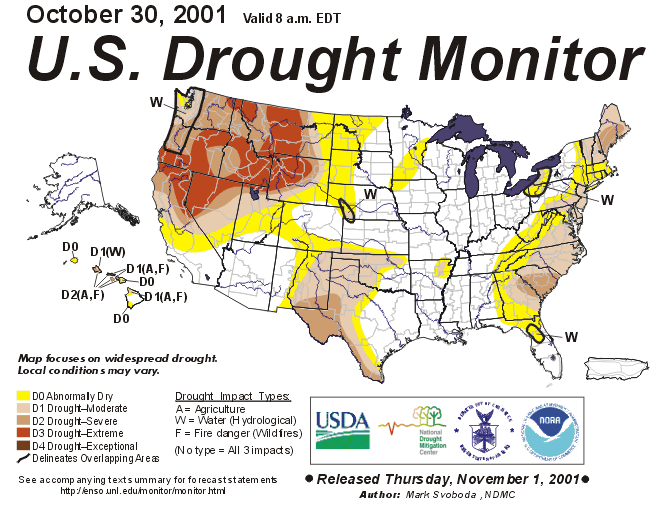 October 30, 2001 Valid 8 a.m. EDT
U.S. Drought Monitor
W
W
W
W
D0
D1(W)
D1(A,F)
D0
D2(A,F)
D1(A,F)
D0
Map focuses on widespread drought.
Local conditions may vary.
D0 Abnormally Dry
D1 Drought–Moderate
D2 Drought–Severe
D3 Drought–Extreme
D4 Drought–Exceptional
Delineates Overlapping Areas
Drought Impact Types:
A = Agriculture
W = Water (Hydrological)
F = Fire danger (Wildfires)
(No type = All 3 impacts)
USDA
National
Drought
Mitigation
Center
NOAA
See accompanying text summary for forecast statements
http://enso.unl.edu/monitor/monitor.html
Released Thursday, November 1, 2001
Author: Mark Svoboda , NDMC